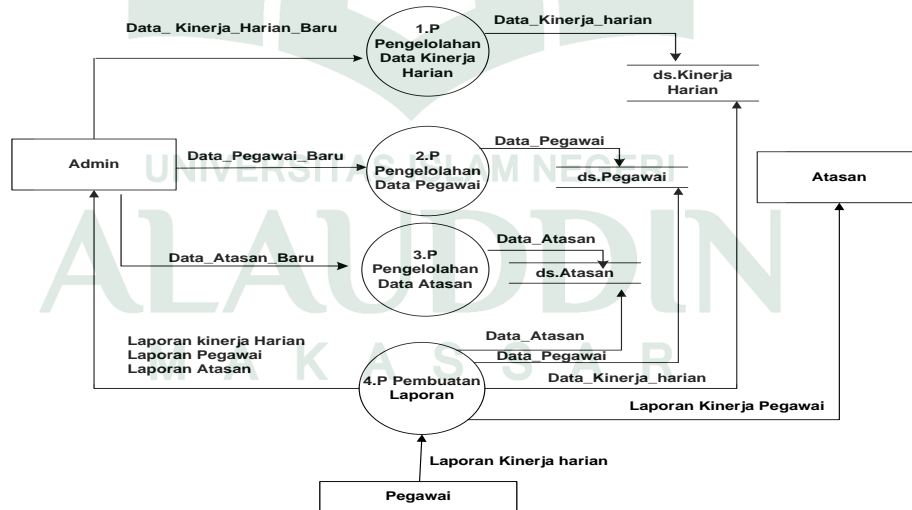 Data_ Kinerja_Harian_Baru
1.P
Pengelolahan
Data Kinerja
Harian
Data_Kinerja_harian
ds.Kinerja
Harian
Admin
Data_Pegawai_Baru
2.P
Pengelolahan
Data Pegawai
Data_Pegawai
ds.Pegawai
Atasan
UNIVERSITAS ISLAM NEGERI
ALAUDDIN
MAKASSAR
Data_Atasan_Baru
3.P
Pengelolahan
Data Atasan
Data_Atasan
ds.Atasan
Laporan kinerja Harian
Laporan Pegawai
Laporan Atasan
4.P Pembuatan
Laporan
Data_Atasan
Data_Pegawai
Data_Kinerja_harian
Laporan Kinerja Pegawai
Laporan Kinerja harian
Pegawai